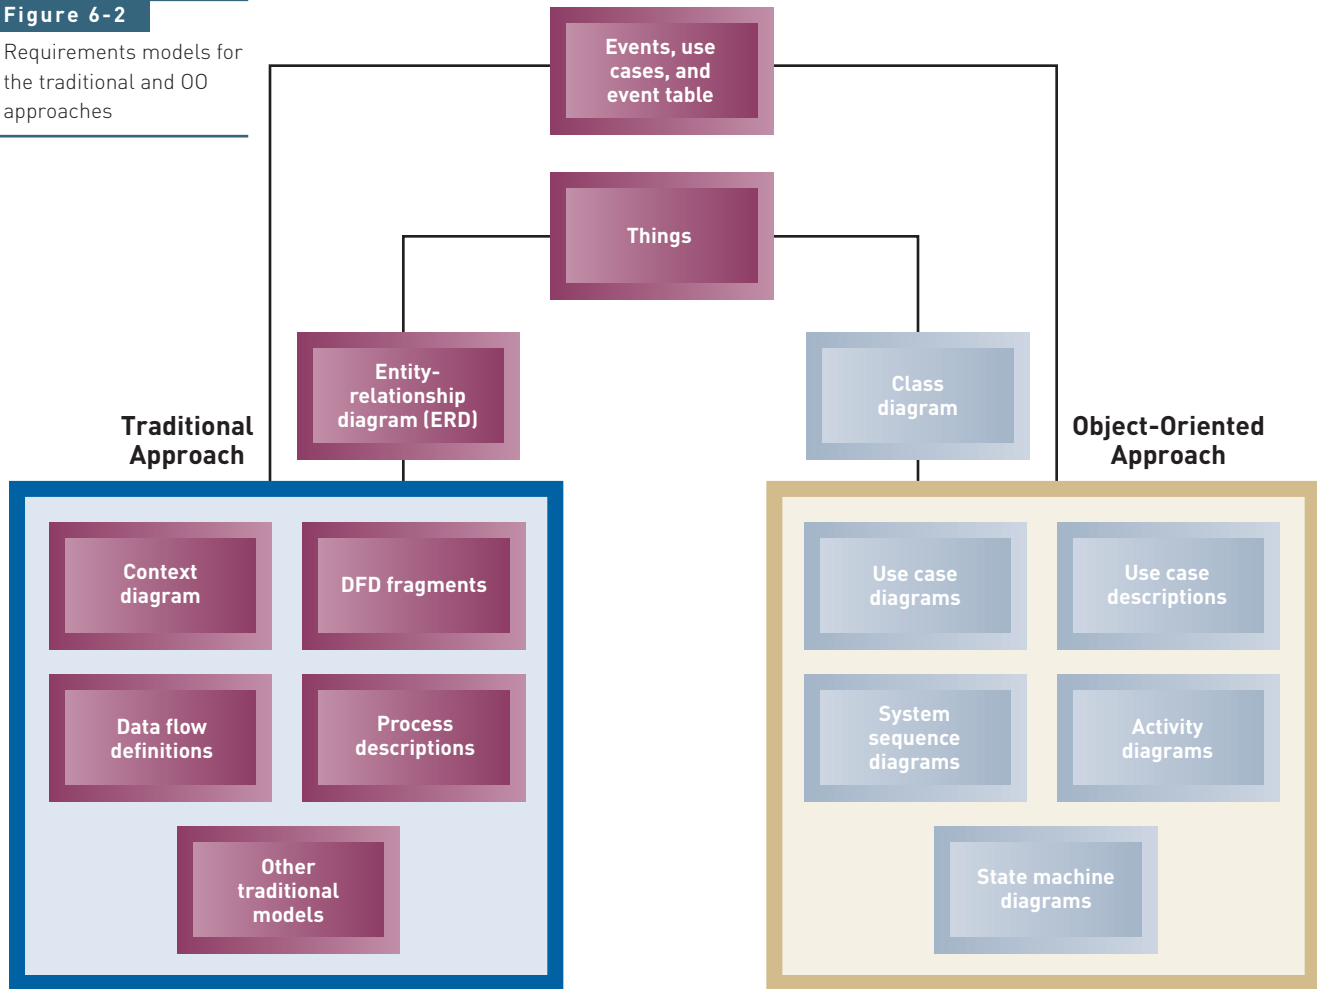 Figure 6-2
Requirements models for
the traditional and OO
approaches
Events, use
cases, and
event table
Things
Entity-
relationship
diagram (ERD)
Class
diagram
Traditional
Approach
Object-Oriented
Approach
Context
diagram
DFD fragments
Data flow
definitions
Process
descriptions
Other
traditional
models
Use case
diagrams
Use case
descriptions
System
sequence
diagrams
Activity
diagrams
State machine
diagrams